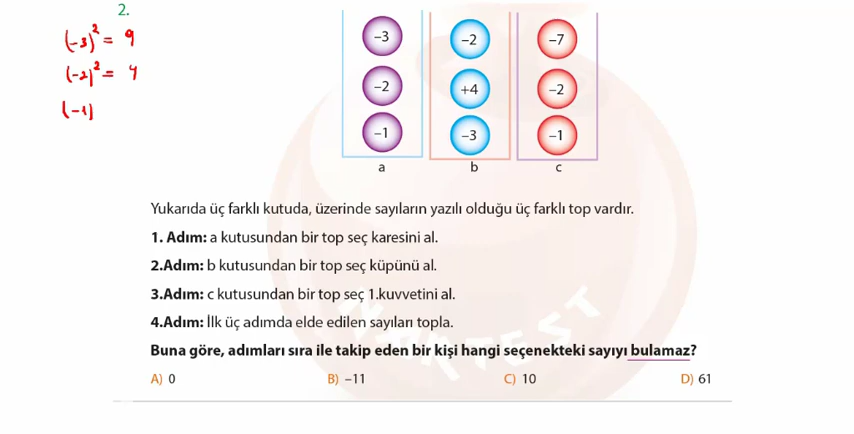 2.
(-3)² = 9
(-2)² = 4
(-1)
–3 –2 –7
–2 +4 –2
–1 –3 –1
a b c
Yukarıda üç farklı kutuda, üzerinde sayıların yazılı olduğu üç farklı top vardır.
1. Adım: a kutusundan bir top seç karesini al.
2.Adım: b kutusundan bir top seç küpünü al.
3.Adım: c kutusundan bir top seç 1.kuvvetini al.
4.Adım: İlk üç adımda elde edilen sayıları topla.
Buna göre, adımları sıra ile takip eden bir kişi hangi seçenekteki sayıyı bulamaz?
A) 0 B) –11 C) 10 D) 61